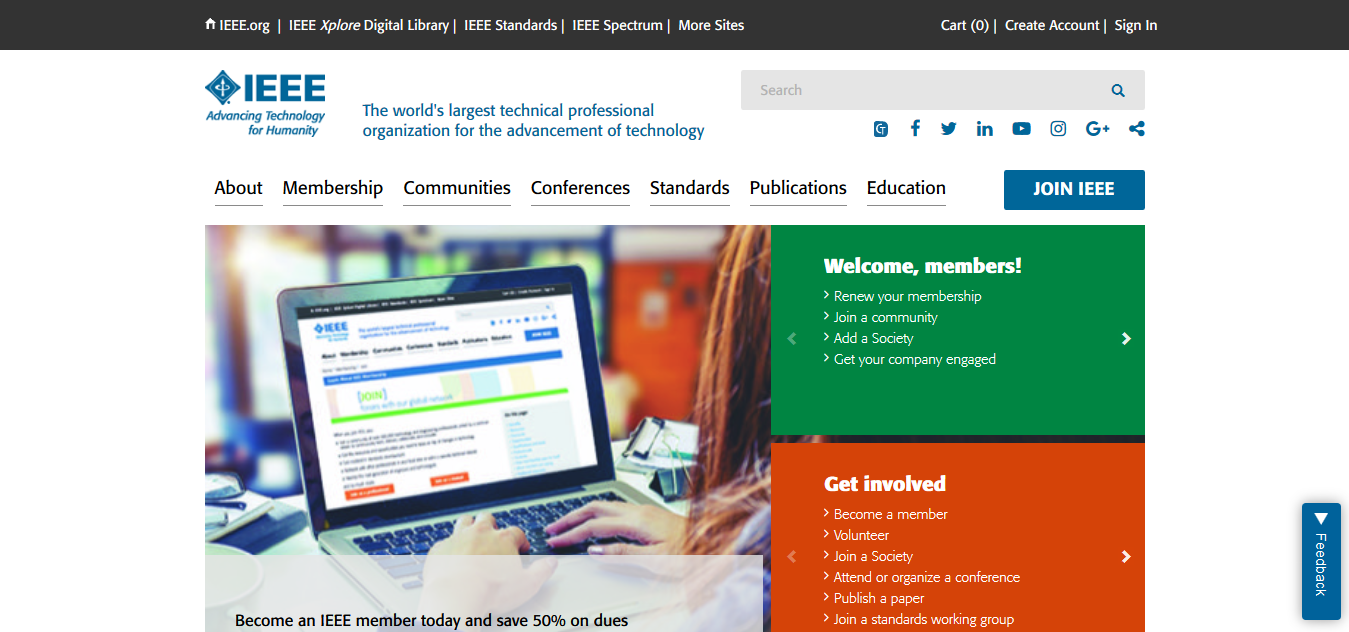 IEEE.org | IEEE Xplore Digital Library | IEEE Standards | IEEE Spectrum | More Sites
Cart (0) | Create Account | Sign In
IEEE
Advancing Technology
for Humanity
The world's largest technical professional
organization for the advancement of technology
Search
About Membership Communities Conferences Standards Publications Education
JOIN IEEE
IEEE
[JOIN]
Welcome, members!
Renew your membership
Join a community
Add a Society
Get your company engaged
Get involved
Become a member
Volunteer
Join a Society
Attend or organize a conference
Publish a paper
Join a standards working group
Become an IEEE member today and save 50% on dues
Feedback